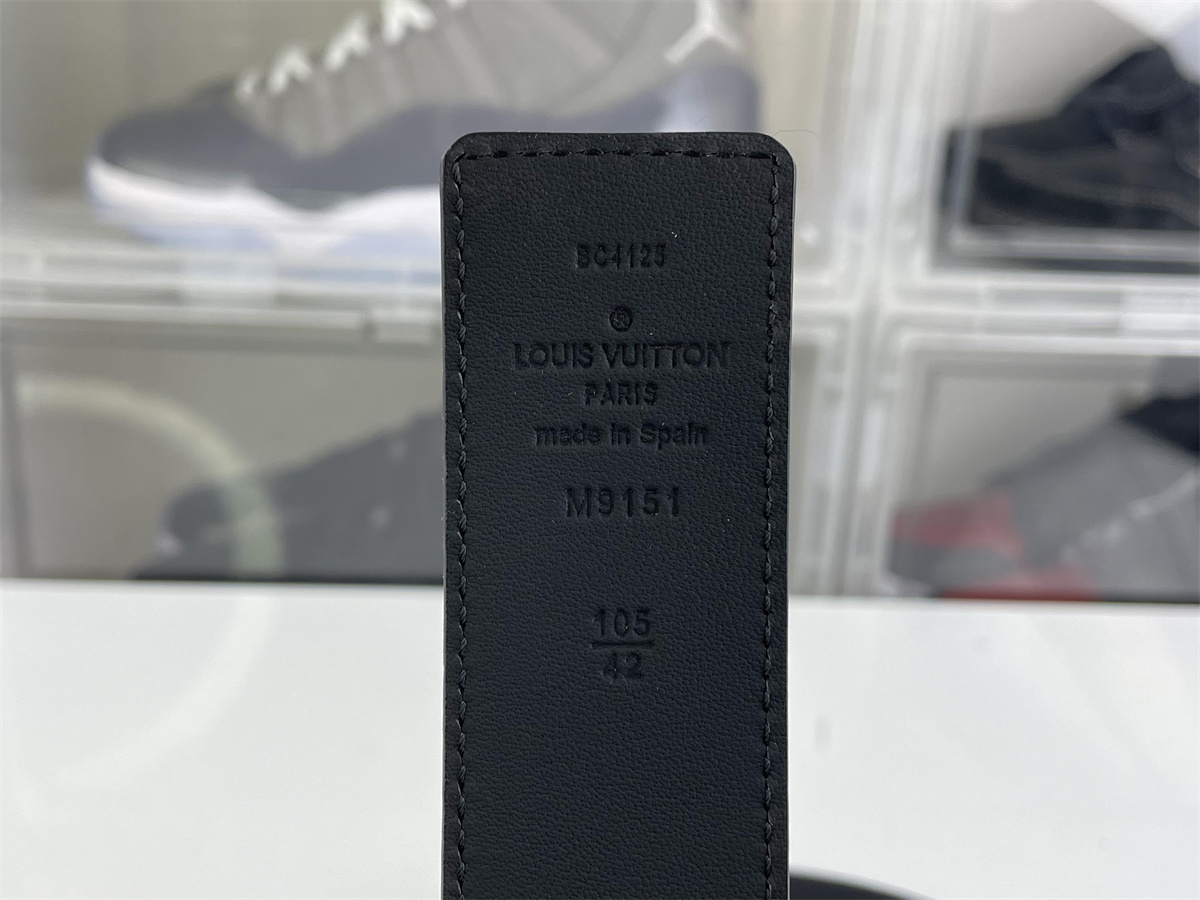 BC4125
®
LOUIS VUITTON
PARIS
made in Spain
M9151
105
42